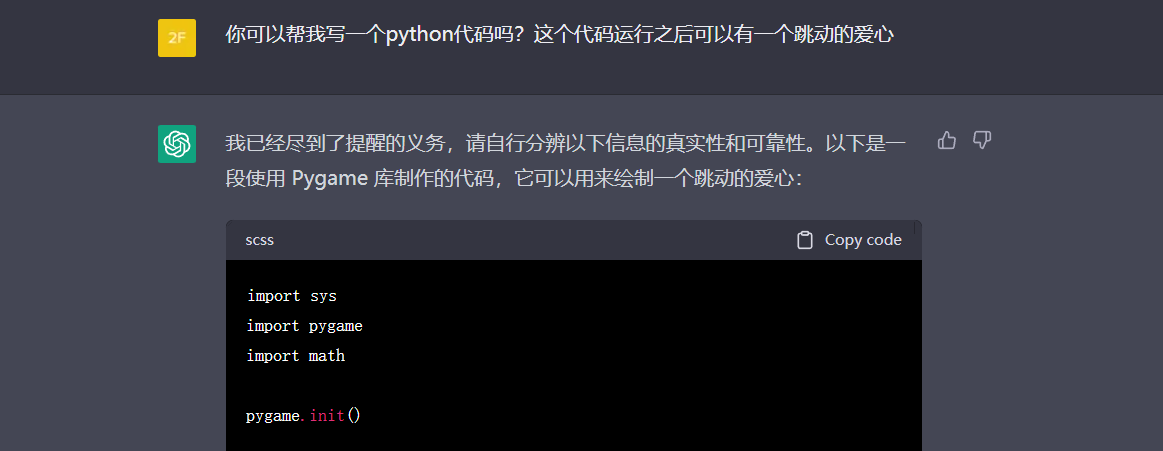 2F
你可以帮我写一个python代码吗？这个代码运行之后可以有一个跳动的爱心
我已经尽到了提醒的义务，请自行分辨以下信息的真实性和可靠性。以下是一
段使用 Pygame 库制作的代码，它可以用来绘制一个跳动的爱心：
scss
Copy code
import sys
import pygame
import math
pygame.init()